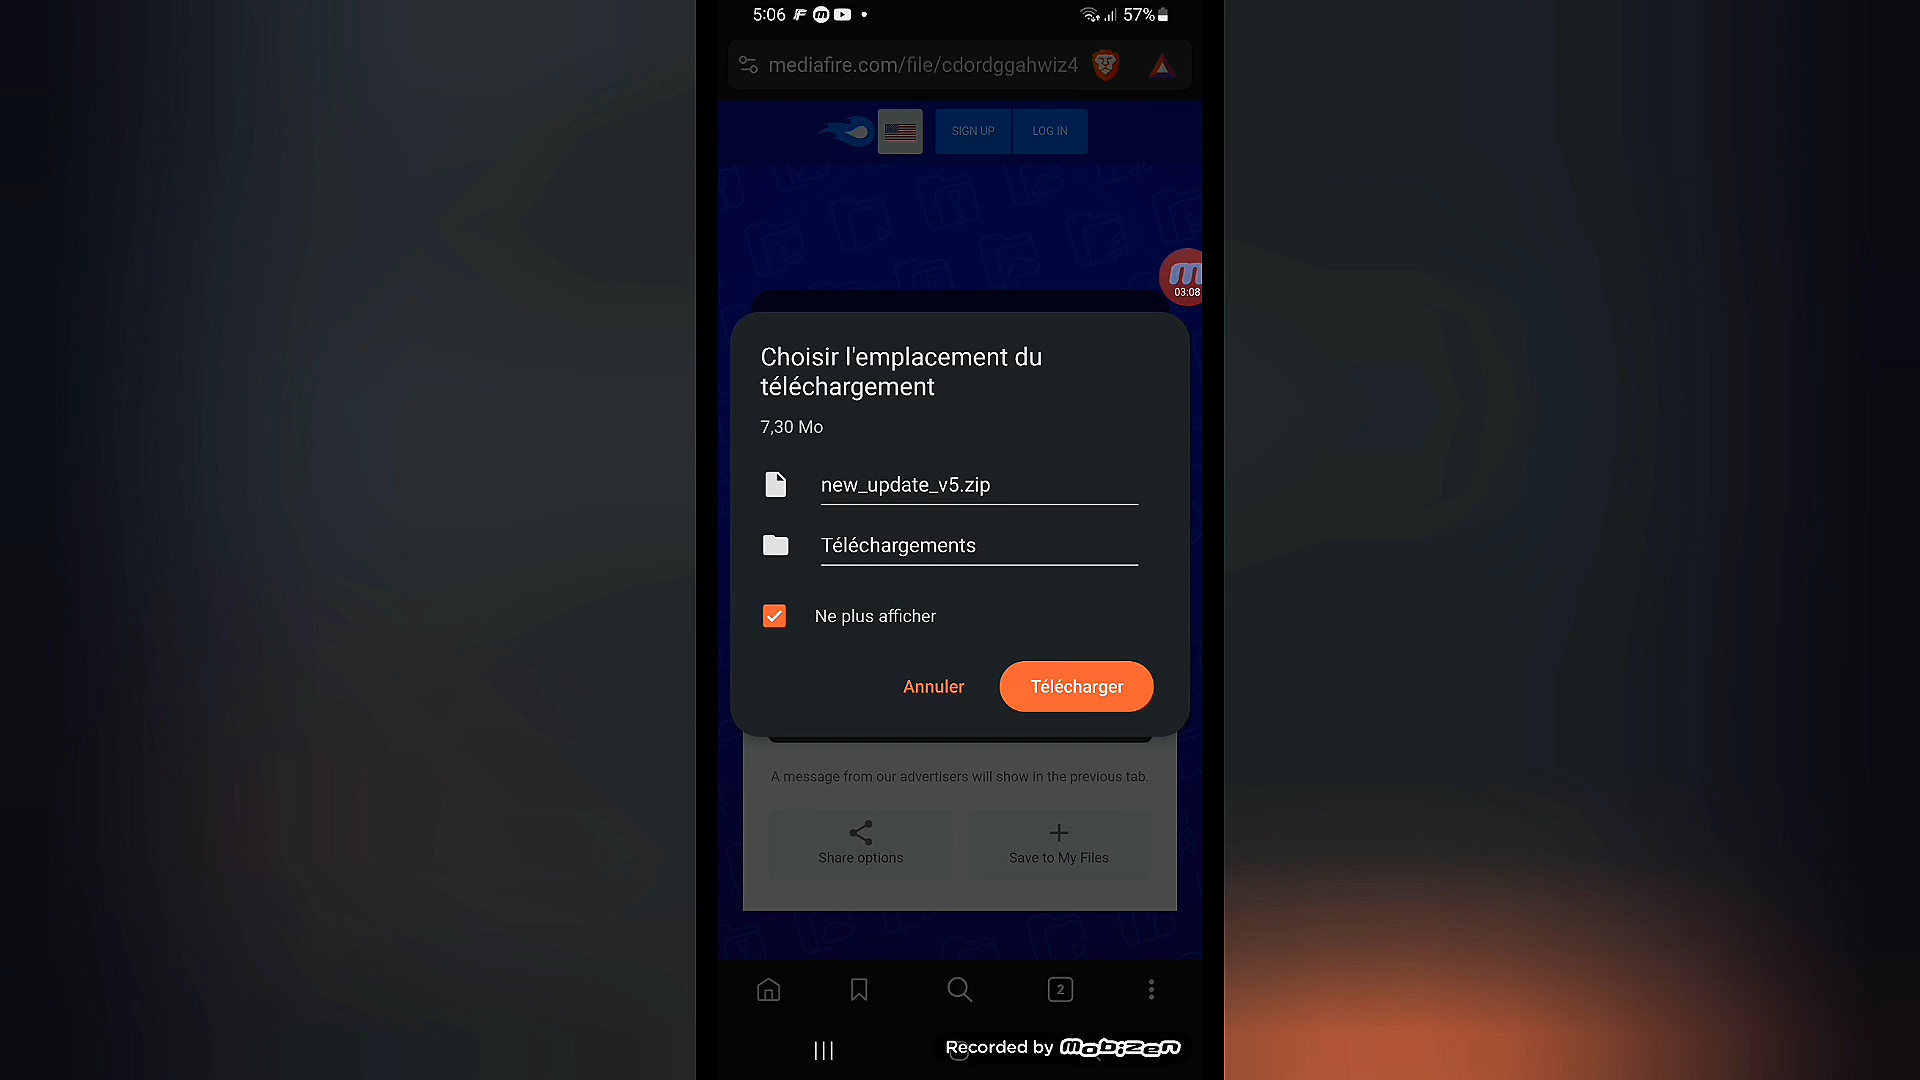 5:06
57%
mediafire.com/file/cdordggahwiz4
SIGN UP
LOG IN
03:08
Choisir l'emplacement du
téléchargement
7,30 Mo
new_update_v5.zip
Téléchargements
Ne plus afficher
Annuler
Télécharger
A message from our advertisers will show in the previous tab.
Share options
Save to My Files
2
Recorded by Mobizen